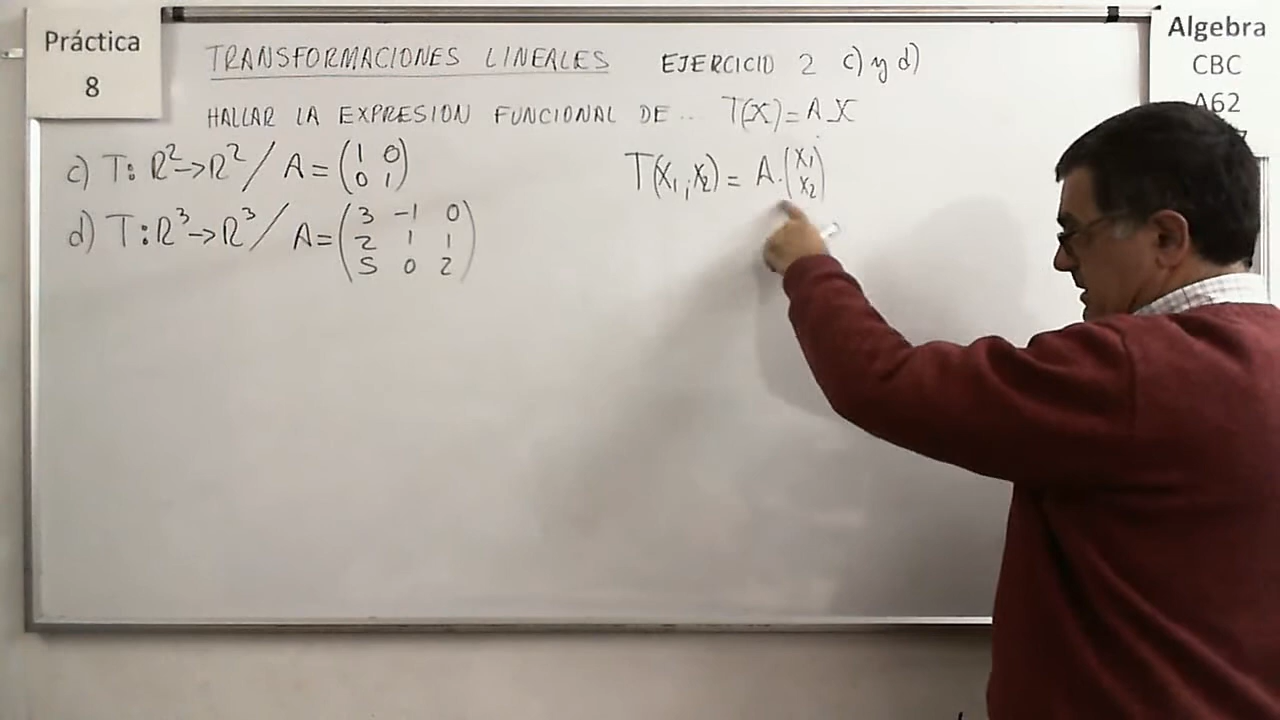 Práctica
8
TRANSFORMACIONES LINEALES EJERCICIO 2 c) y d)
HALLAR LA EXPRESION FUNCIONAL DE ... T(X) = A.X
c) T: R²→R² / A = (1 0
0 1)
T(x₁, x₂) = A.(x₁
x₂)
d) T: R³→R³ / A = (3 -1 0
2 1 1
5 0 2)
Algebra
CBC
A62